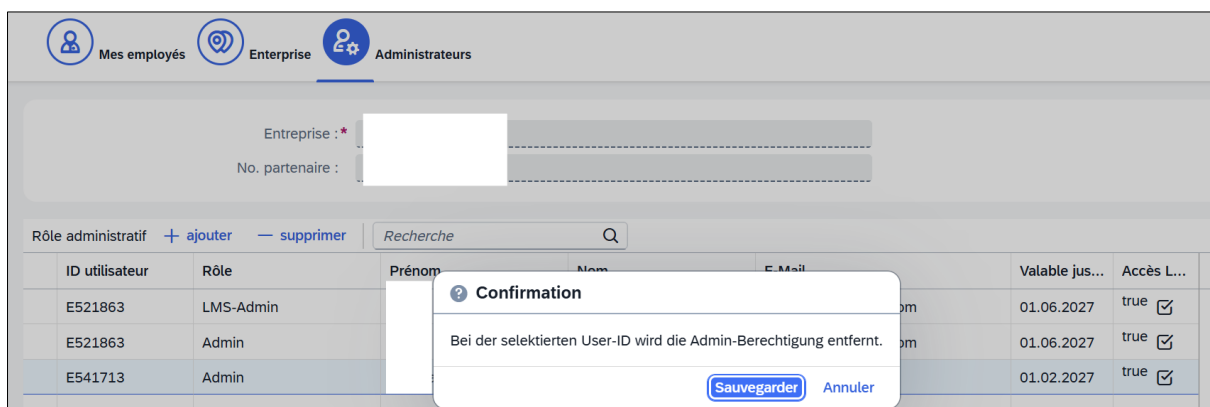 Mes employés Enterprise Administrateurs
Entreprise :*
No. partenaire :
Rôle administratif + ajouter — supprimer Recherche
ID utilisateur Rôle Prénom Nom E-Mail Valable jus... Accès L...
Confirmation
E521863 LMS-Admin om 01.06.2027 true
Bei der selektierten User-ID wird die Admin-Berechtigung entfernt.
E521863 Admin om 01.06.2027 true
E541713 Admin 01.02.2027 true
Sauvegarder Annuler